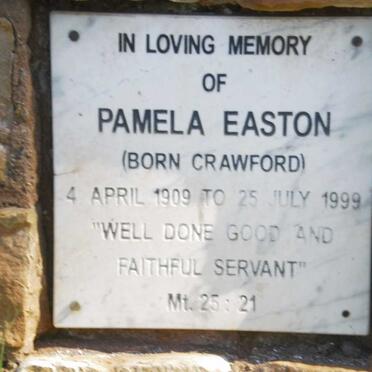 IN LOVING MEMORY
OF
PAMELA EASTON
(BORN CRAWFORD)
4 APRIL 1909 TO 25 JULY 1999
"WELL DONE GOOD AND
FAITHFUL SERVANT"
Mt. 25 : 21